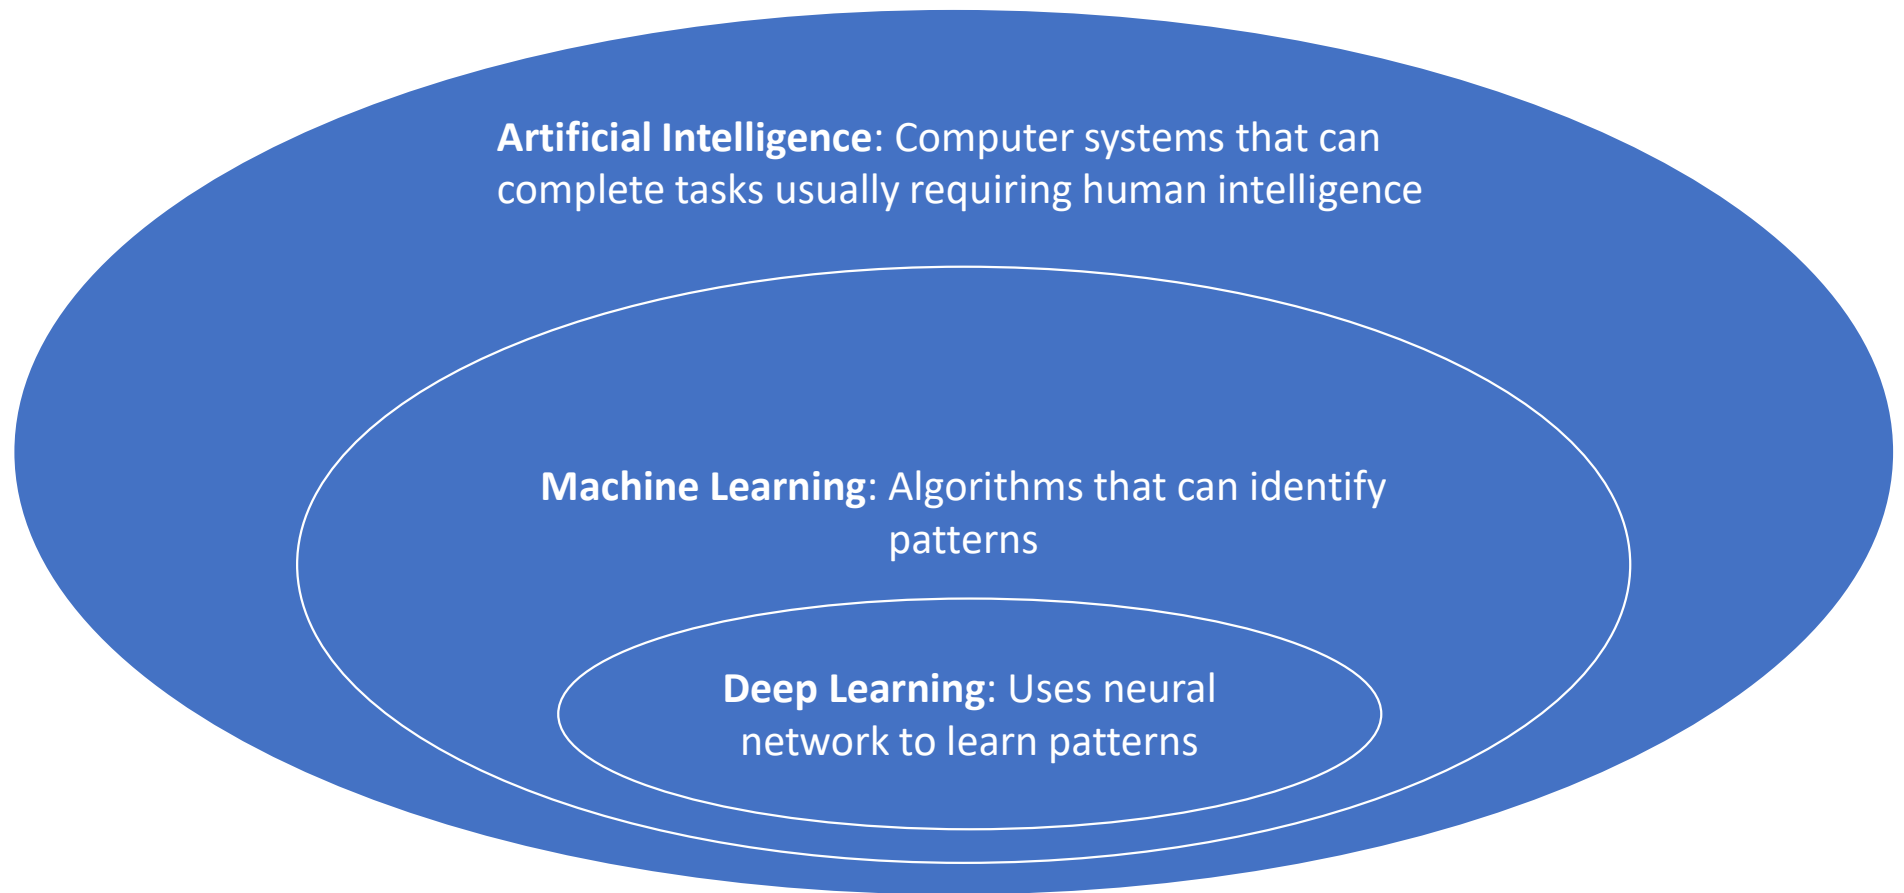 Artificial Intelligence: Computer systems that can
complete tasks usually requiring human intelligence
Machine Learning: Algorithms that can identify
patterns
Deep Learning: Uses neural
network to learn patterns